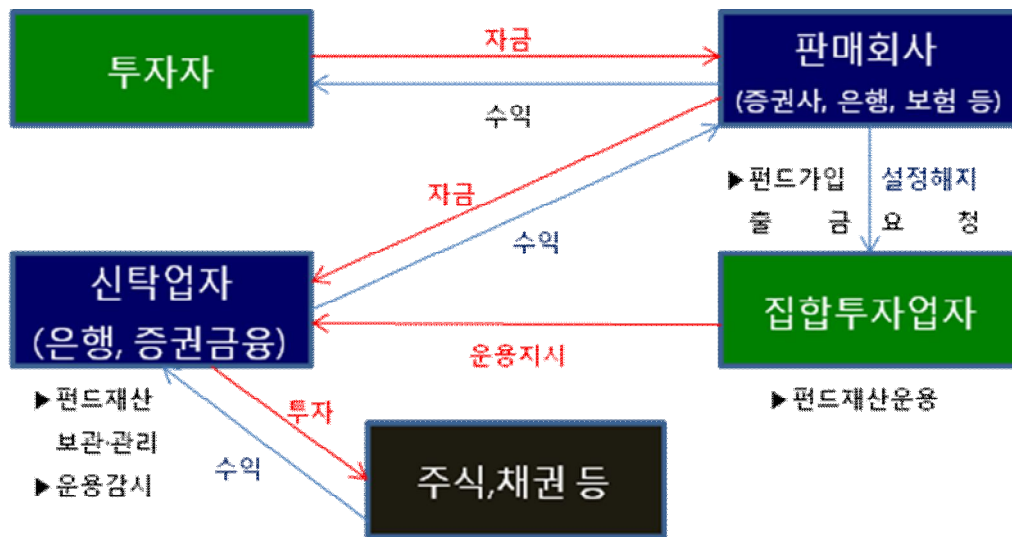 투자자
자금
수익
판매회사
(증권사, 은행, 보험 등)
자금
수익
▶펀드가입 설정해지
출 금 요 청
신탁업자
(은행, 증권금융)
운용지시
집합투자업자
▶펀드재산
보관·관리
▶운용감시
▶펀드재산운용
투자
수익
주식,채권 등